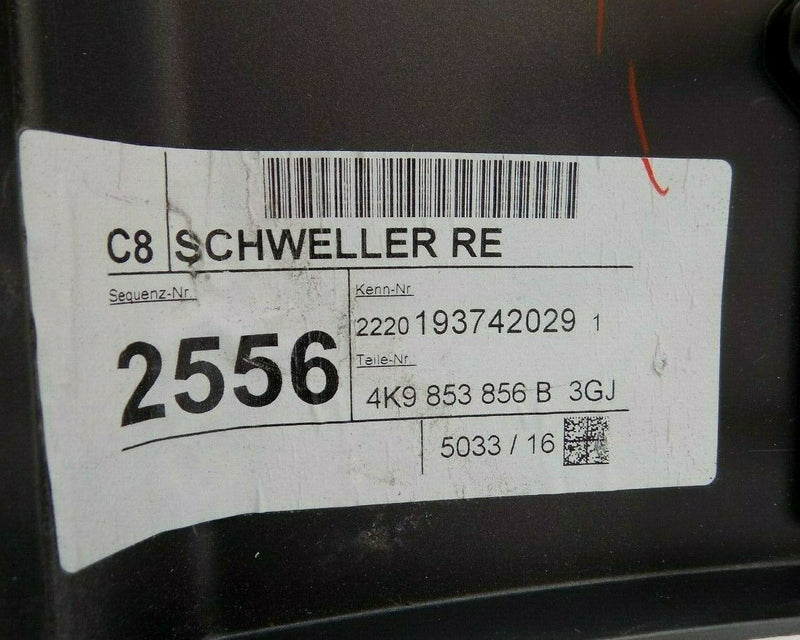 C8 SCHWELLER RE
Sequenz-Nr.
2556
Kenn-Nr
2220 193742029 1
Teile-Nr.
4K9 853 856 B 3GJ
5033 / 16